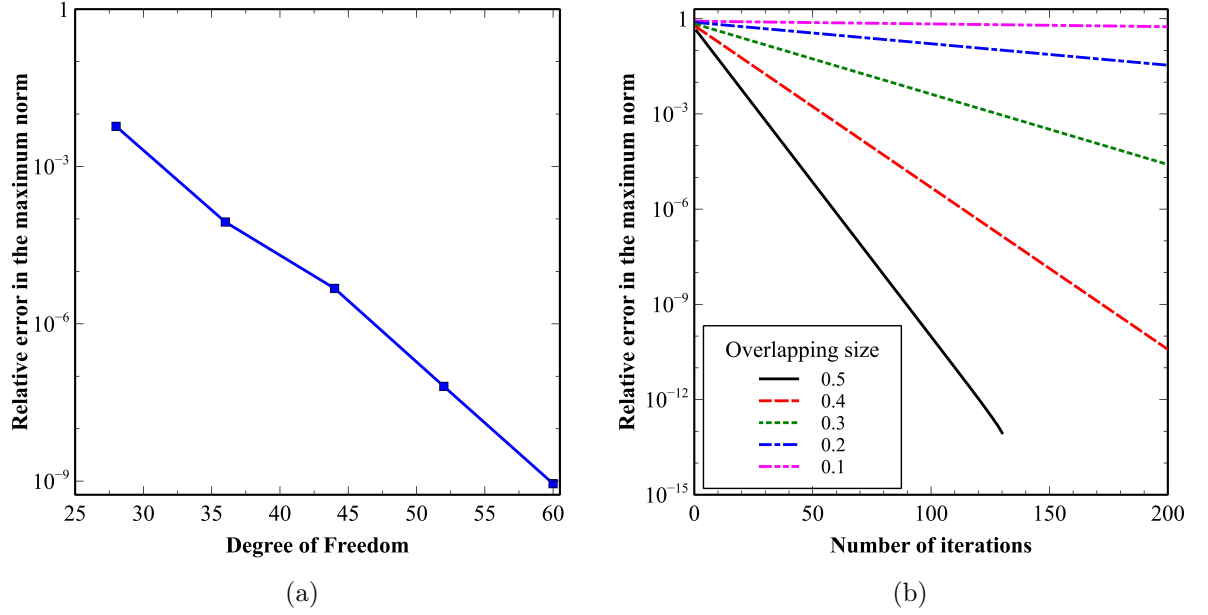 Relative error in the maximum norm
1
10⁻³
10⁻⁶
10⁻⁹
25 30 35 40 45 50 55 60
Degree of Freedom
(a)
Relative error in the maximum norm
1
10⁻³
10⁻⁶
10⁻⁹
10⁻¹²
10⁻¹⁵
Overlapping size
0.5
0.4
0.3
0.2
0.1
0 50 100 150 200
Number of iterations
(b)